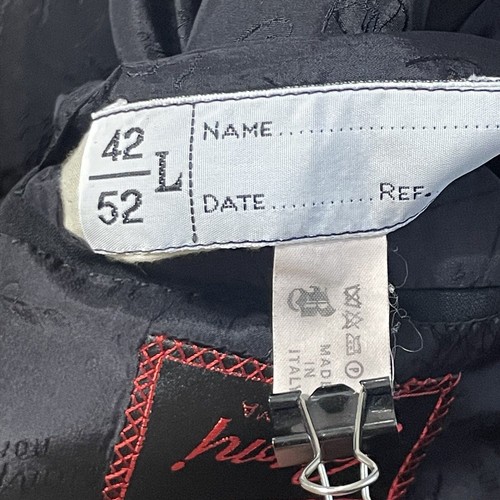 42
52
L
NAME
DATE REF.
MADE
IN
ITALY